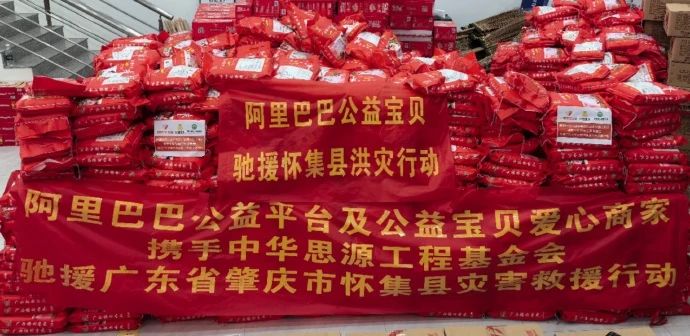 阿里巴巴公益宝贝
驰援怀集县洪灾行动
阿里巴巴公益平台及公益宝贝爱心商家
携手中华思源工程基金会
驰援广东省肇庆市怀集县灾害救援行动